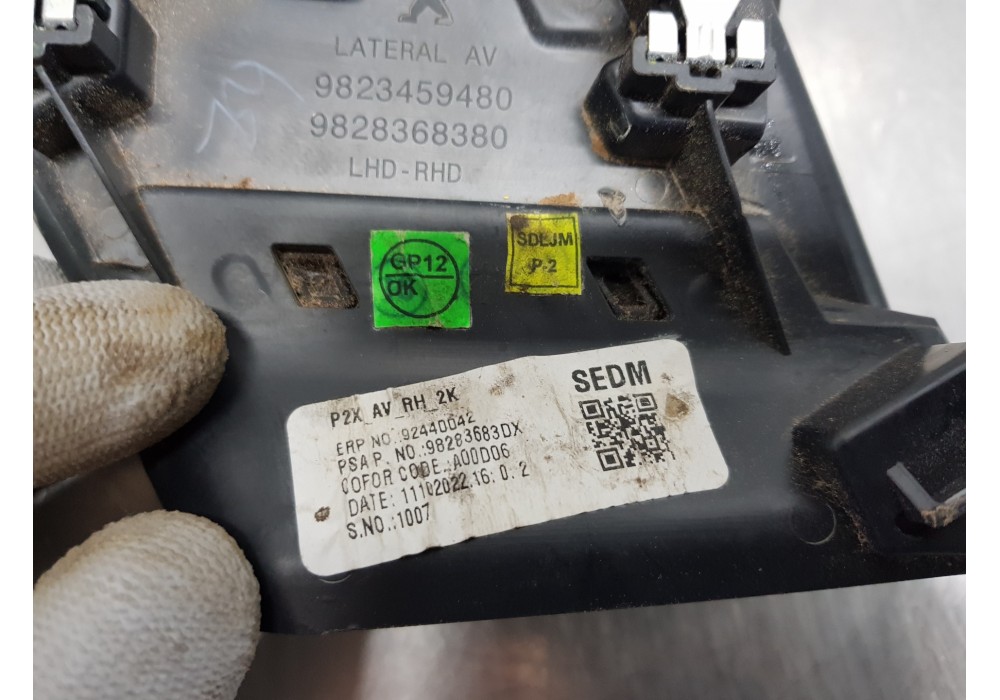 LATERAL AV
9823459480
9828368380
LHD-RHD
GP12
OK
SDLJM
P-2
SEDM
P2X_AV_RH_2K
ERP NO.:92440042
PSA P. NO.:98283683DX
COFOR CODE.:A00D06
DATE: 11102022,16: 0: 2
S.NO.:1007